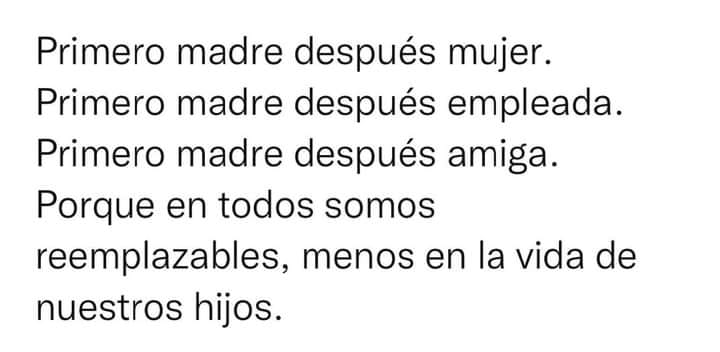 Primero madre después mujer.
Primero madre después empleada.
Primero madre después amiga.
Porque en todos somos
reemplazables, menos en la vida de
nuestros hijos.